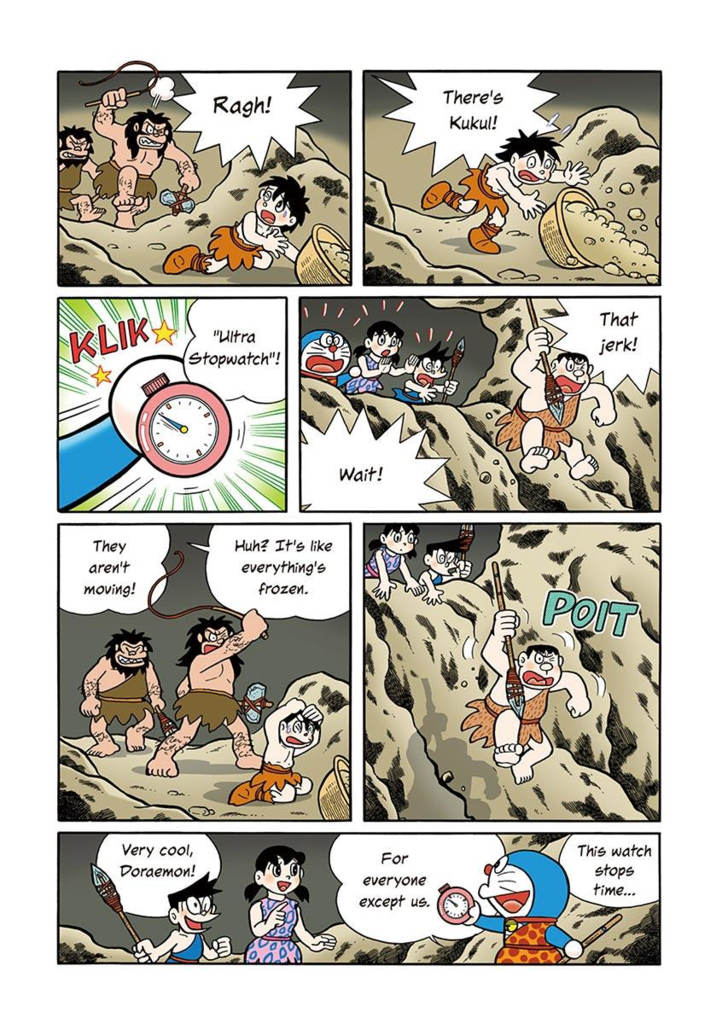 There's
Kukul!
Ragh!
That
jerk!
Wait!
"Ultra
Stopwatch"!
KLIK
POIT
Huh? It's like
everything's
frozen.
They
aren't
moving!
This watch
stops
time...
For
everyone
except us.
Very cool,
Doraemon!